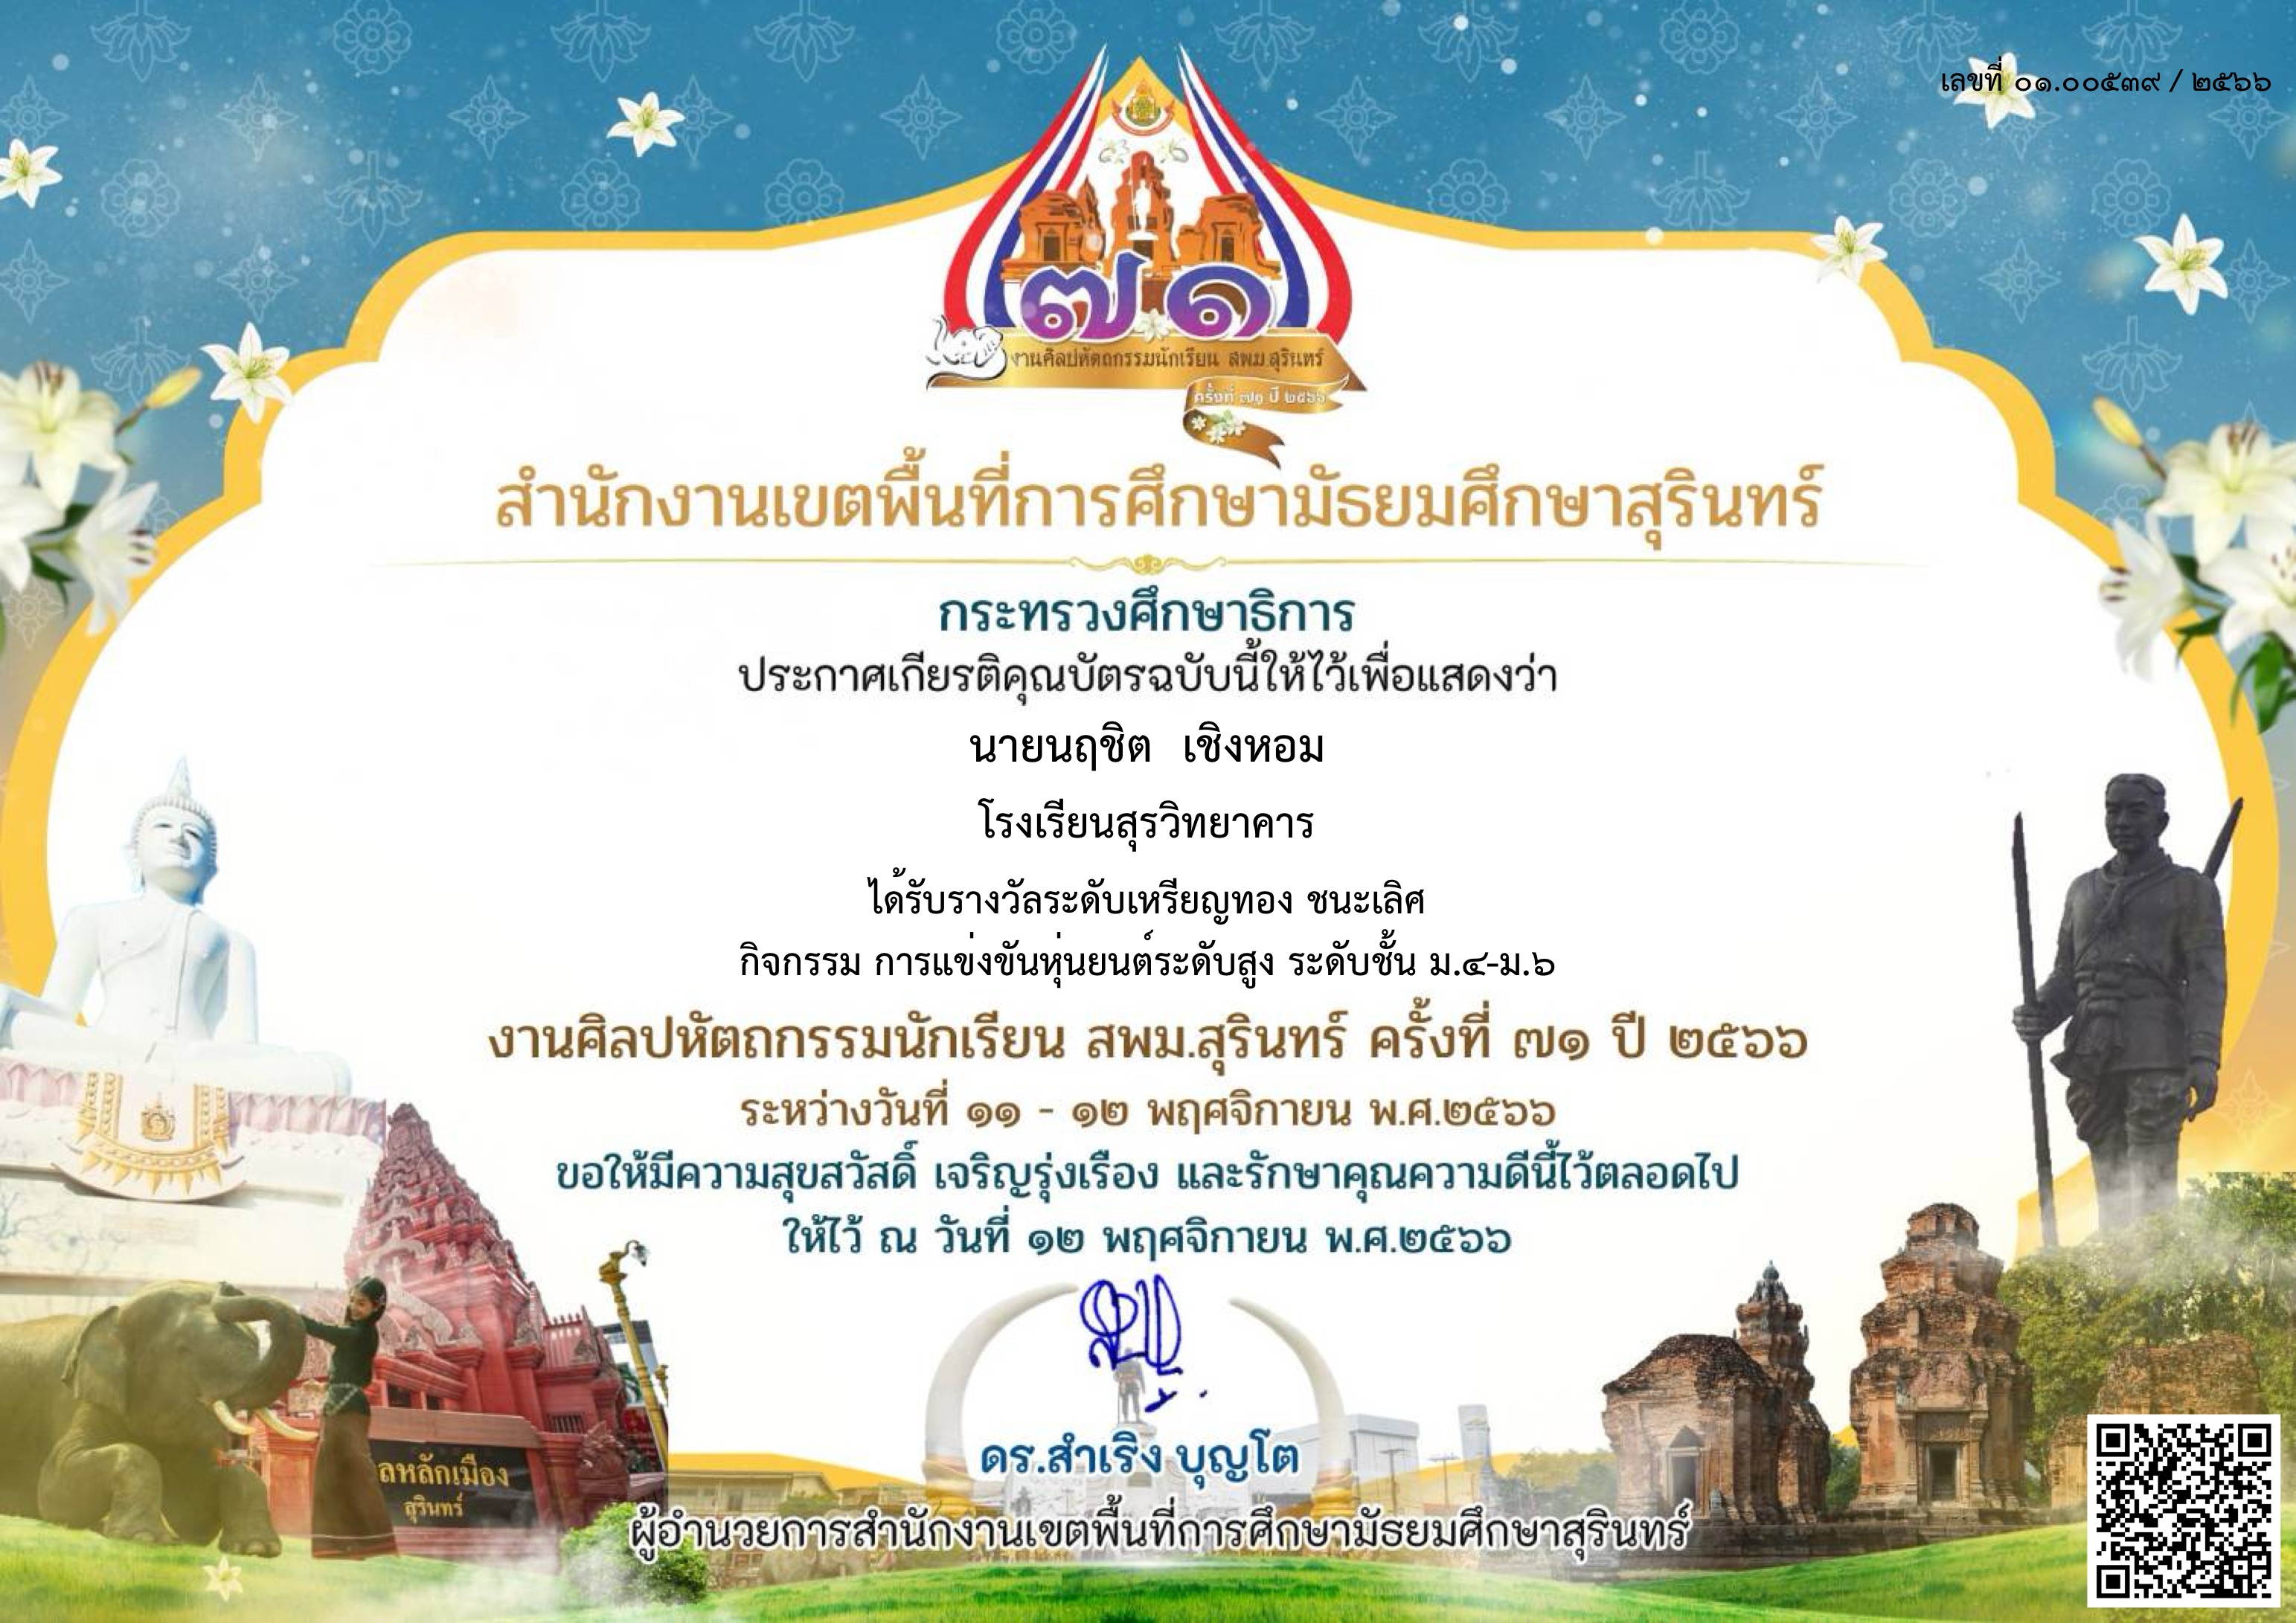 เลขที่ ๐๑.๐๐๕๓๙ / ๒๕๖๖
๗๑
งานศิลปหัตถกรรมนักเรียน สพม.สุรินทร์
ครั้งที่ ๗๑ ปี ๒๕๖๖
สำนักงานเขตพื้นที่การศึกษามัธยมศึกษาสุรินทร์
กระทรวงศึกษาธิการ
ประกาศเกียรติคุณบัตรฉบับนี้ให้ไว้เพื่อแสดงว่า
นายนฤชิต เชิงหอม
โรงเรียนสุรวิทยาคาร
ได้รับรางวัลระดับเหรียญทอง ชนะเลิศ
กิจกรรม การแข่งขันหุ่นยนต์ระดับสูง ระดับชั้น ม.๔-ม.๖
งานศิลปหัตถกรรมนักเรียน สพม.สุรินทร์ ครั้งที่ ๗๑ ปี ๒๕๖๖
ระหว่างวันที่ ๑๑ - ๑๒ พฤศจิกายน พ.ศ.๒๕๖๖
ขอให้มีความสุขสวัสดิ์ เจริญรุ่งเรือง และรักษาคุณความดีนี้ไว้ตลอดไป
ให้ไว้ ณ วันที่ ๑๒ พฤศจิกายน พ.ศ.๒๕๖๖
ดร.สำเริง บุญโต
ผู้อำนวยการสำนักงานเขตพื้นที่การศึกษามัธยมศึกษาสุรินทร์
ลหลักเมือง
สุรินทร์